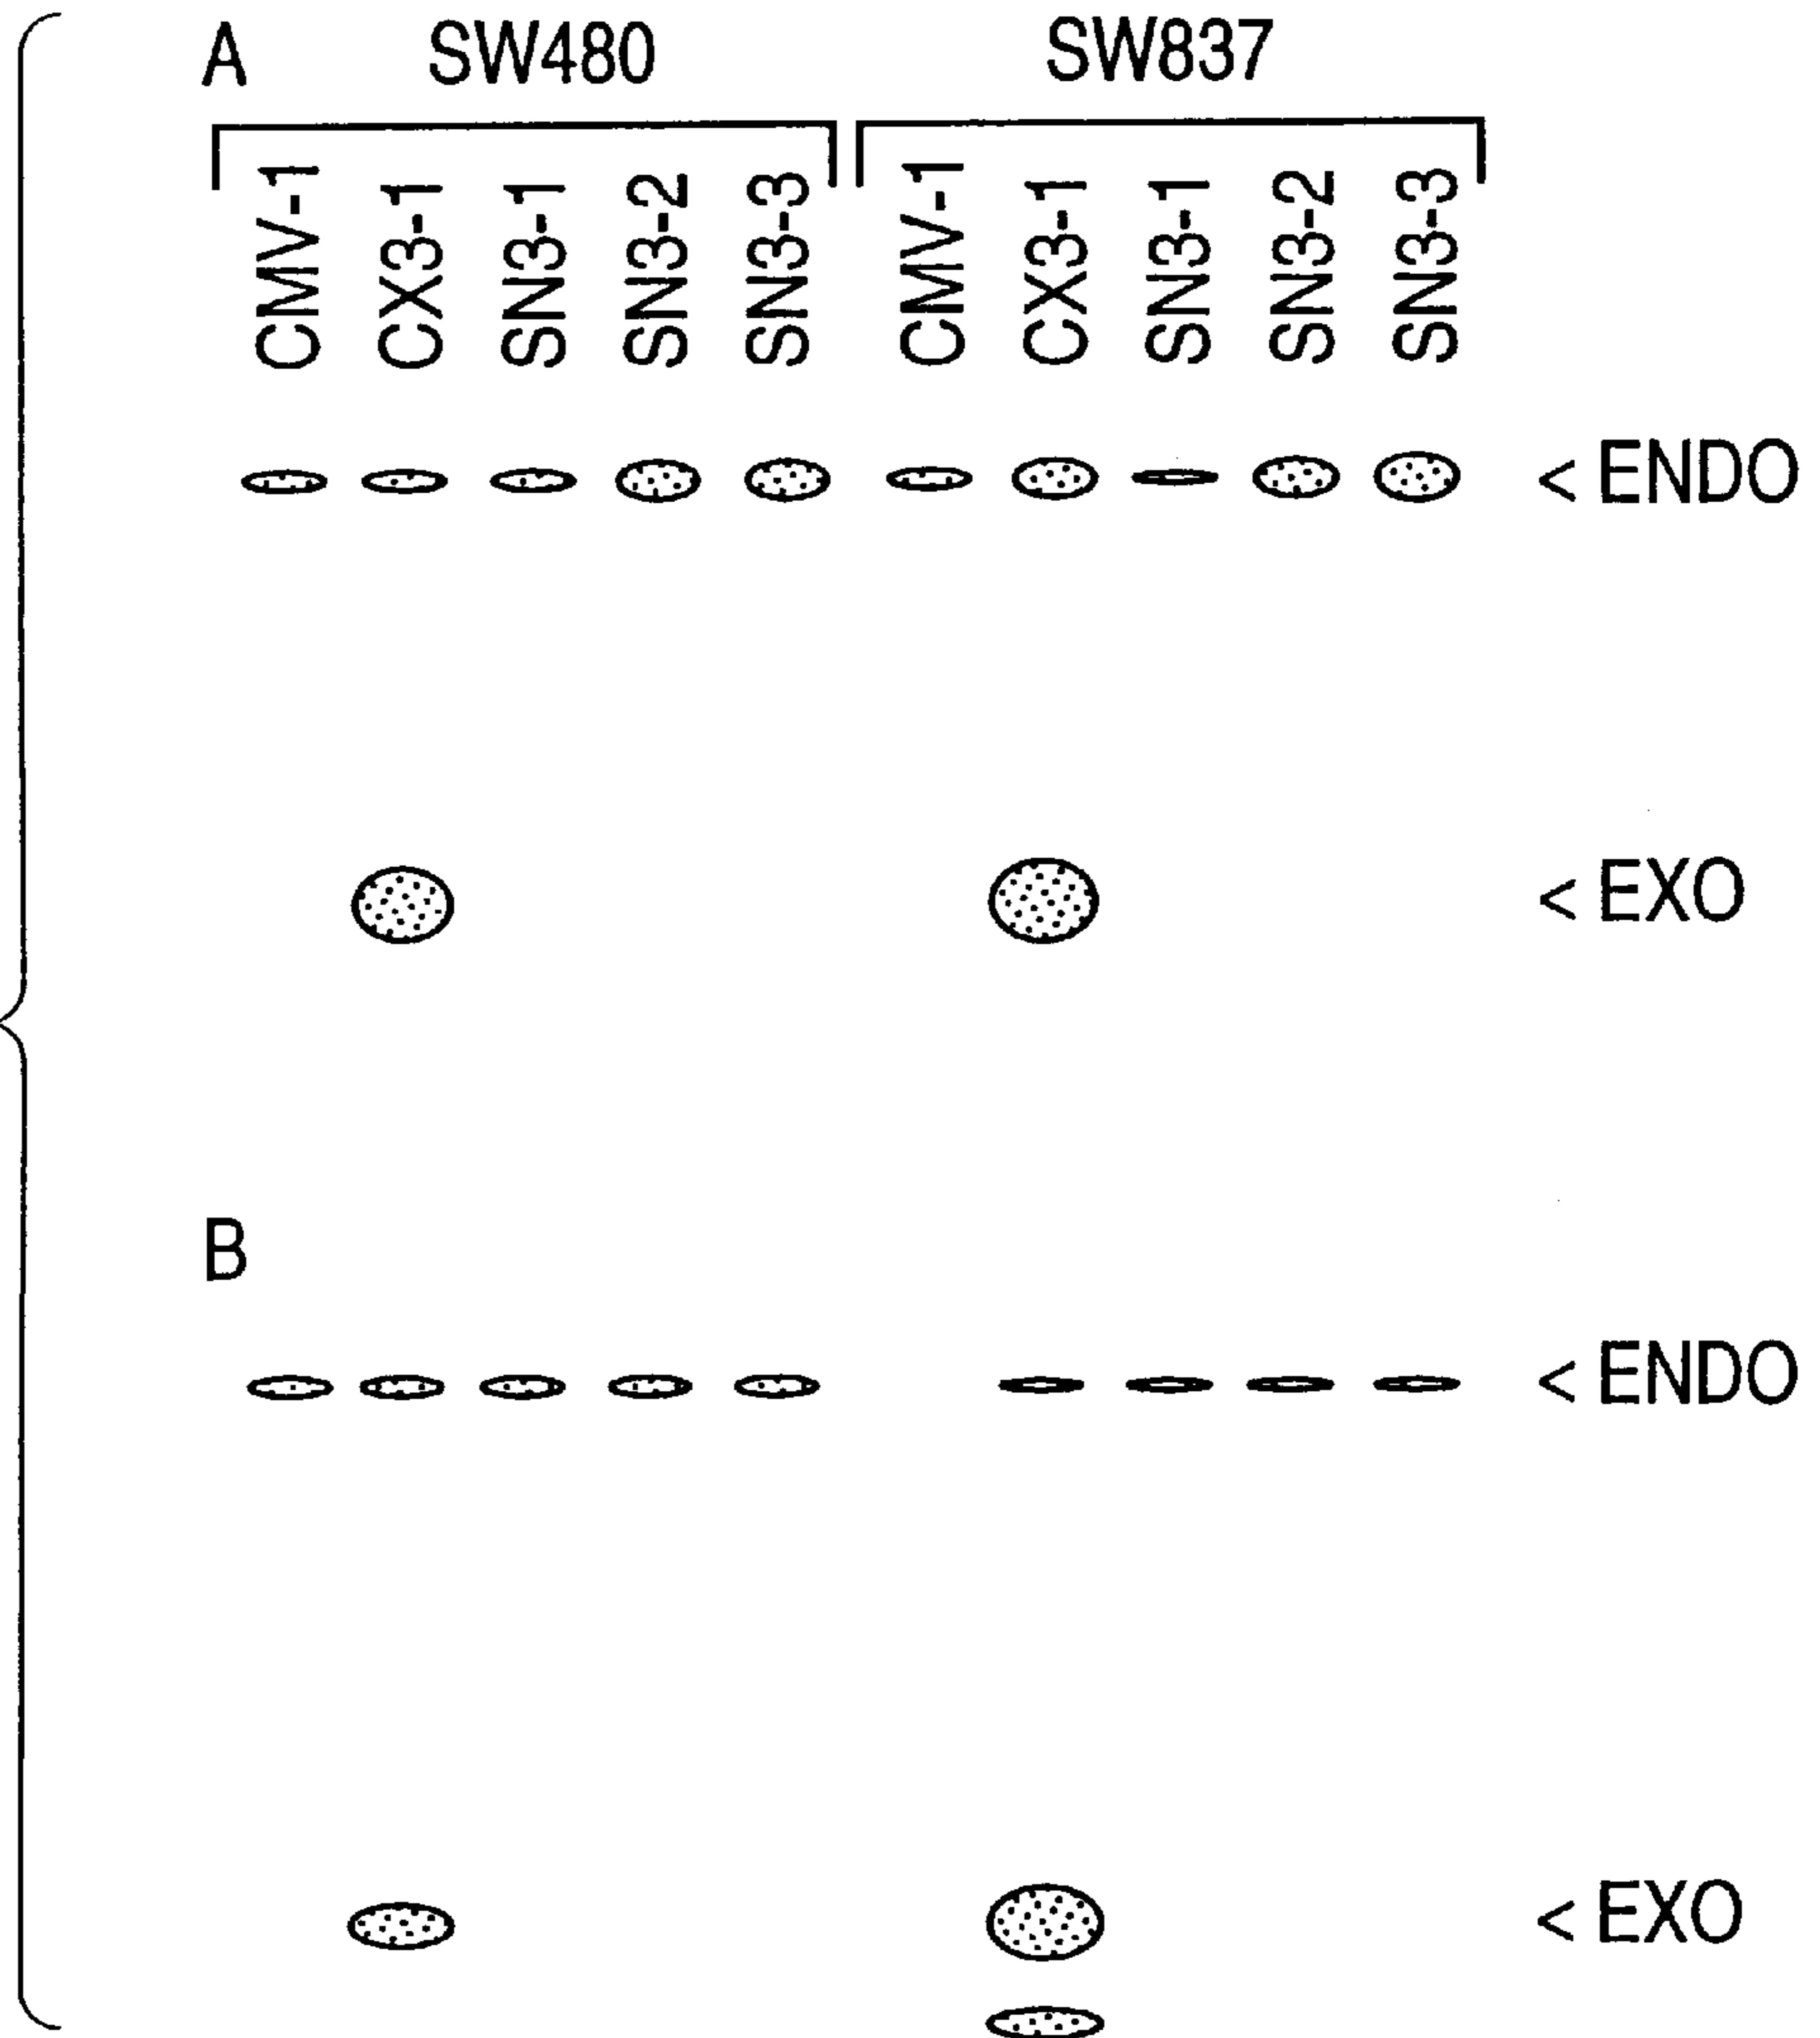 A SW480 SW837
CMV-1 CX3-1 SN3-1 SN3-2 SN3-3 CMV-1 CX3-1 SN3-1 SN3-2 SN3-3
< ENDO
< EXO
B
< ENDO
< EXO